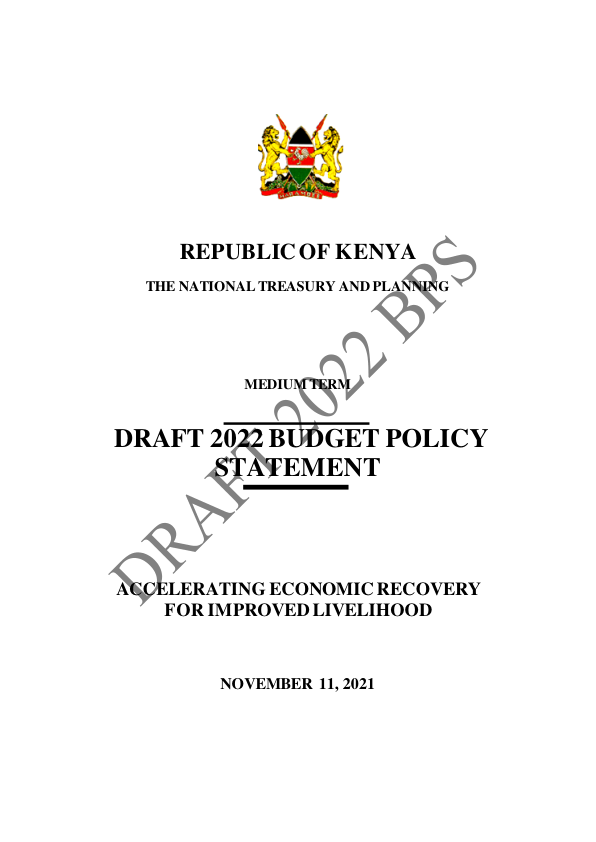 REPUBLIC OF KENYA
THE NATIONAL TREASURY AND PLANNING
MEDIUM TERM
DRAFT 2022 BUDGET POLICY
STATEMENT
ACCELERATING ECONOMIC RECOVERY
FOR IMPROVED LIVELIHOOD
NOVEMBER 11, 2021
DRAFT 2022 BPS